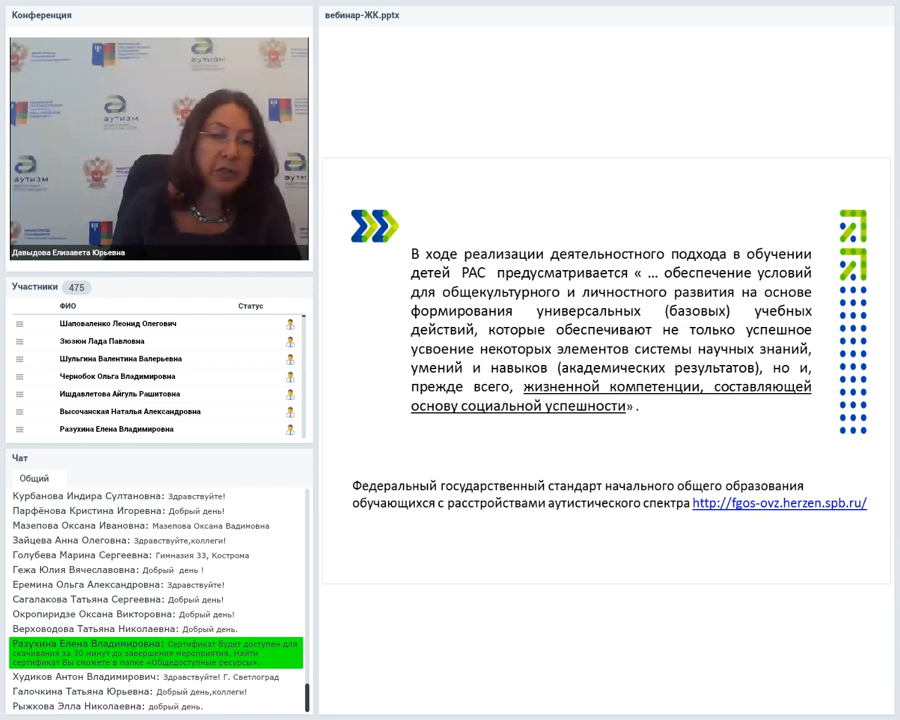 Конференция
аутизм
аутизм
аутизм
Давыдова Елизавета Юрьевна
Участники 475
ФИО Статус
Шаповаленко Леонид Олегович
Зюзюн Лада Павловна
Шульгина Валентина Валерьевна
Чернобок Ольга Владимировна
Ищдавлетова Айгуль Рашитовна
Высочанская Наталья Александровна
Разухина Елена Владимировна
Чат
Общий
Курбанова Индира Султановна: Здравствуйте!
Парфёнова Кристина Игоревна: Добрый день!
Мазепова Оксана Ивановна: Мазепова Оксана Вадимовна
Зайцева Анна Олеговна: Здравствуйте,коллеги!
Голубева Марина Сергеевна: Гимназия 33, Кострома
Гежа Юлия Вячеславовна: Добрый день !
Еремина Ольга Александровна: Здравствуйте!
Сагалакова Татьяна Сергеевна: Добрый день!
Окропиридзе Оксана Викторовна: Добрый день!
Верховодова Татьяна Николаевна: Добрый день.
Разухина Елена Владимировна: Сертификат будет доступен для
скачивания за 30 минут до завершения мероприятия. Найти
сертификат Вы сможете в папке «Общедоступные ресурсы».
Худиков Антон Владимирович: Здравствуйте! Г. Светлоград
Галочкина Татьяна Юрьевна: Добрый день,коллеги!
Рыжкова Элла Николаевна: добрый день.
вебинар-ЖК.pptx
В ходе реализации деятельностного подхода в обучении
детей РАС предусматривается « ... обеспечение условий
для общекультурного и личностного развития на основе
формирования универсальных (базовых) учебных
действий, которые обеспечивают не только успешное
усвоение некоторых элементов системы научных знаний,
умений и навыков (академических результатов), но и,
прежде всего, жизненной компетенции, составляющей
основу социальной успешности» .
Федеральный государственный стандарт начального общего образования
обучающихся с расстройствами аутистического спектра http://fgos-ovz.herzen.spb.ru/